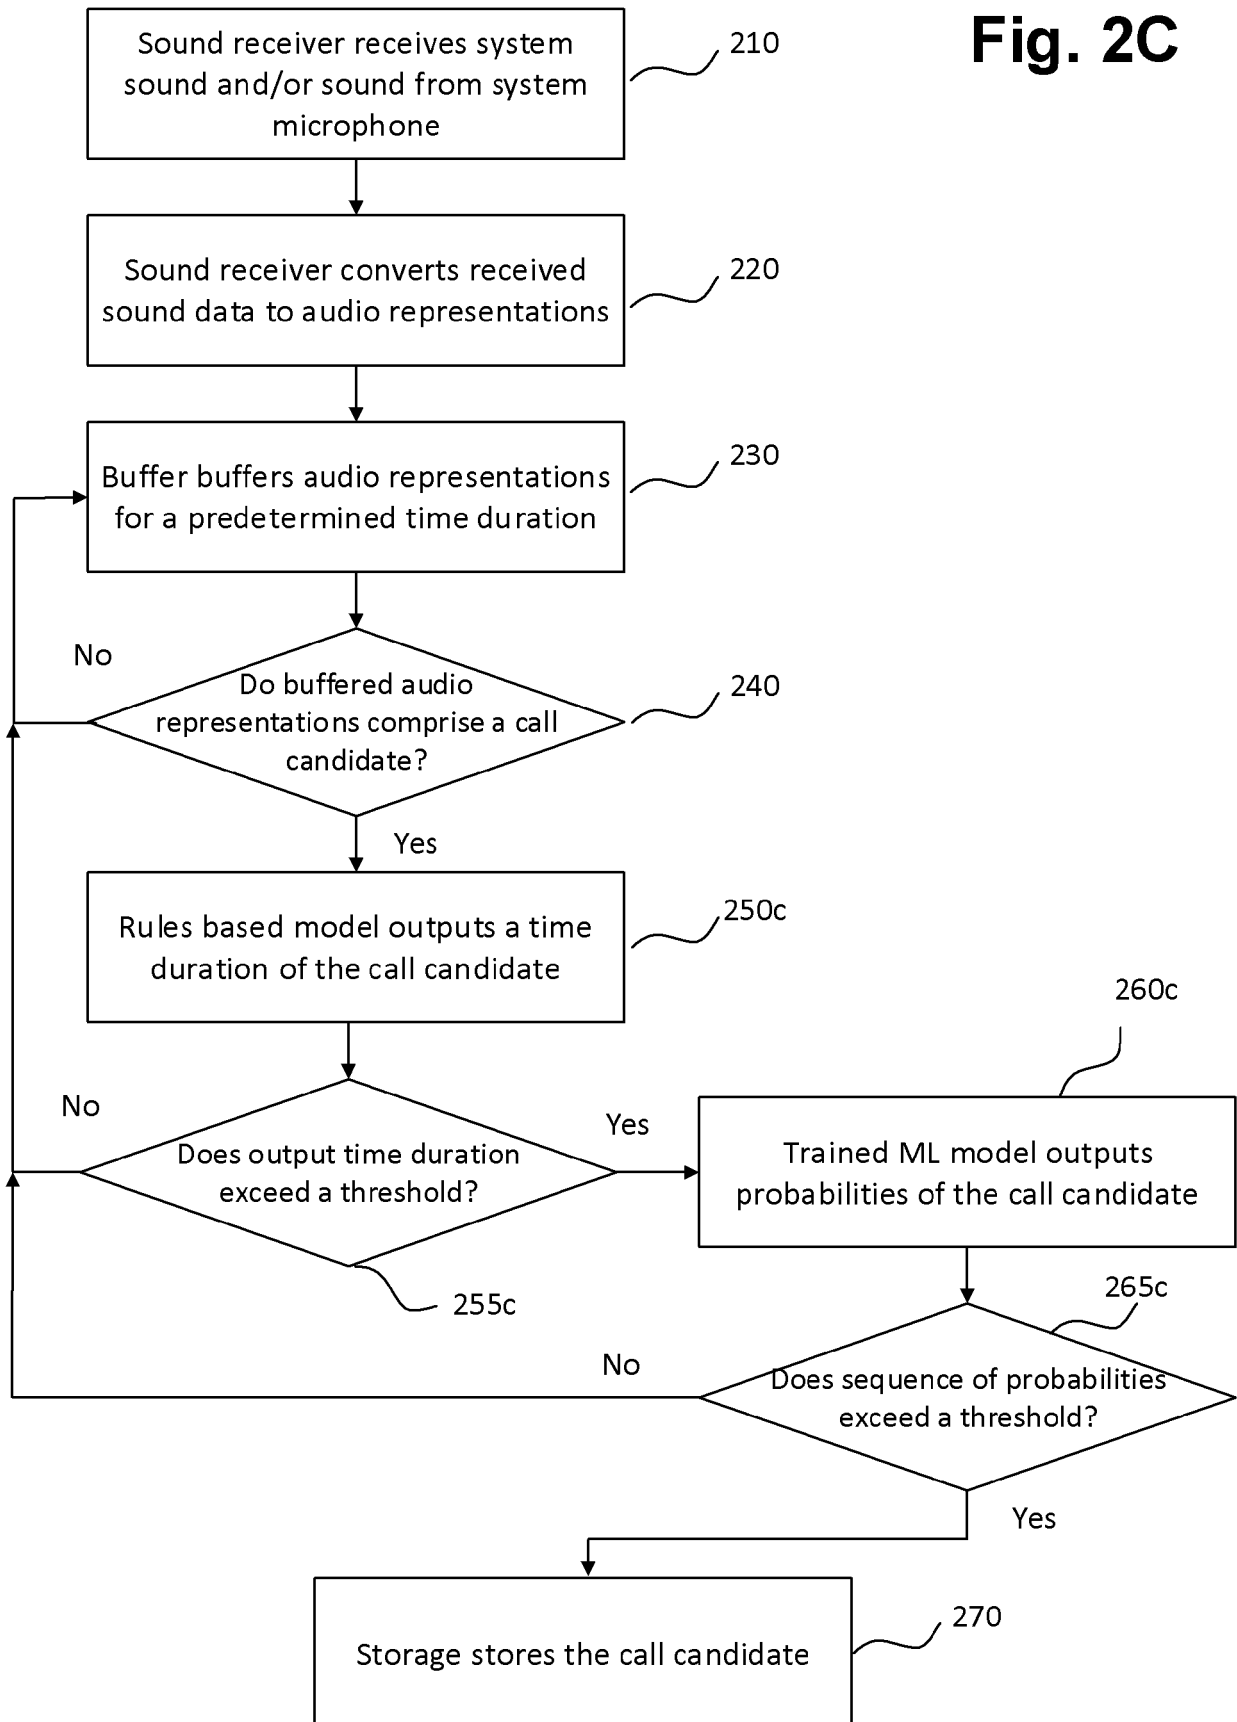 Fig. 2C
Sound receiver receives system
sound and/or sound from system
microphone
210
Sound receiver converts received
sound data to audio representations
220
Buffer buffers audio representations
for a predetermined time duration
230
No
Do buffered audio
representations comprise a call
candidate?
240
Yes
Rules based model outputs a time
duration of the call candidate
250c
No
Does output time duration
exceed a threshold?
255c
Yes
260c
Trained ML model outputs
probabilities of the call candidate
265c
No
Does sequence of probabilities
exceed a threshold?
Yes
Storage stores the call candidate
270